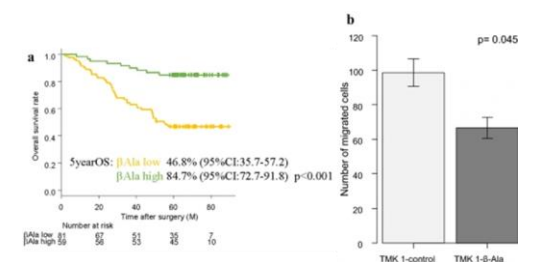 a
Overall survival rate
1.0
0.8
0.6
0.4
0.2
0.0
5yearOS: βAla low 46.8% (95%CI:35.7-57.2)
βAla high 84.7% (95%CI:72.7-91.8) p<0.001
0 20 40 60 80
Time after surgery (M)
Number at risk
βAla low 81 67 51 35 7
βAla high 59 56 53 45 10
b
p= 0.045
Number of migrated cells
120
100
80
60
40
20
0
TMK 1-control TMK 1-β-Ala